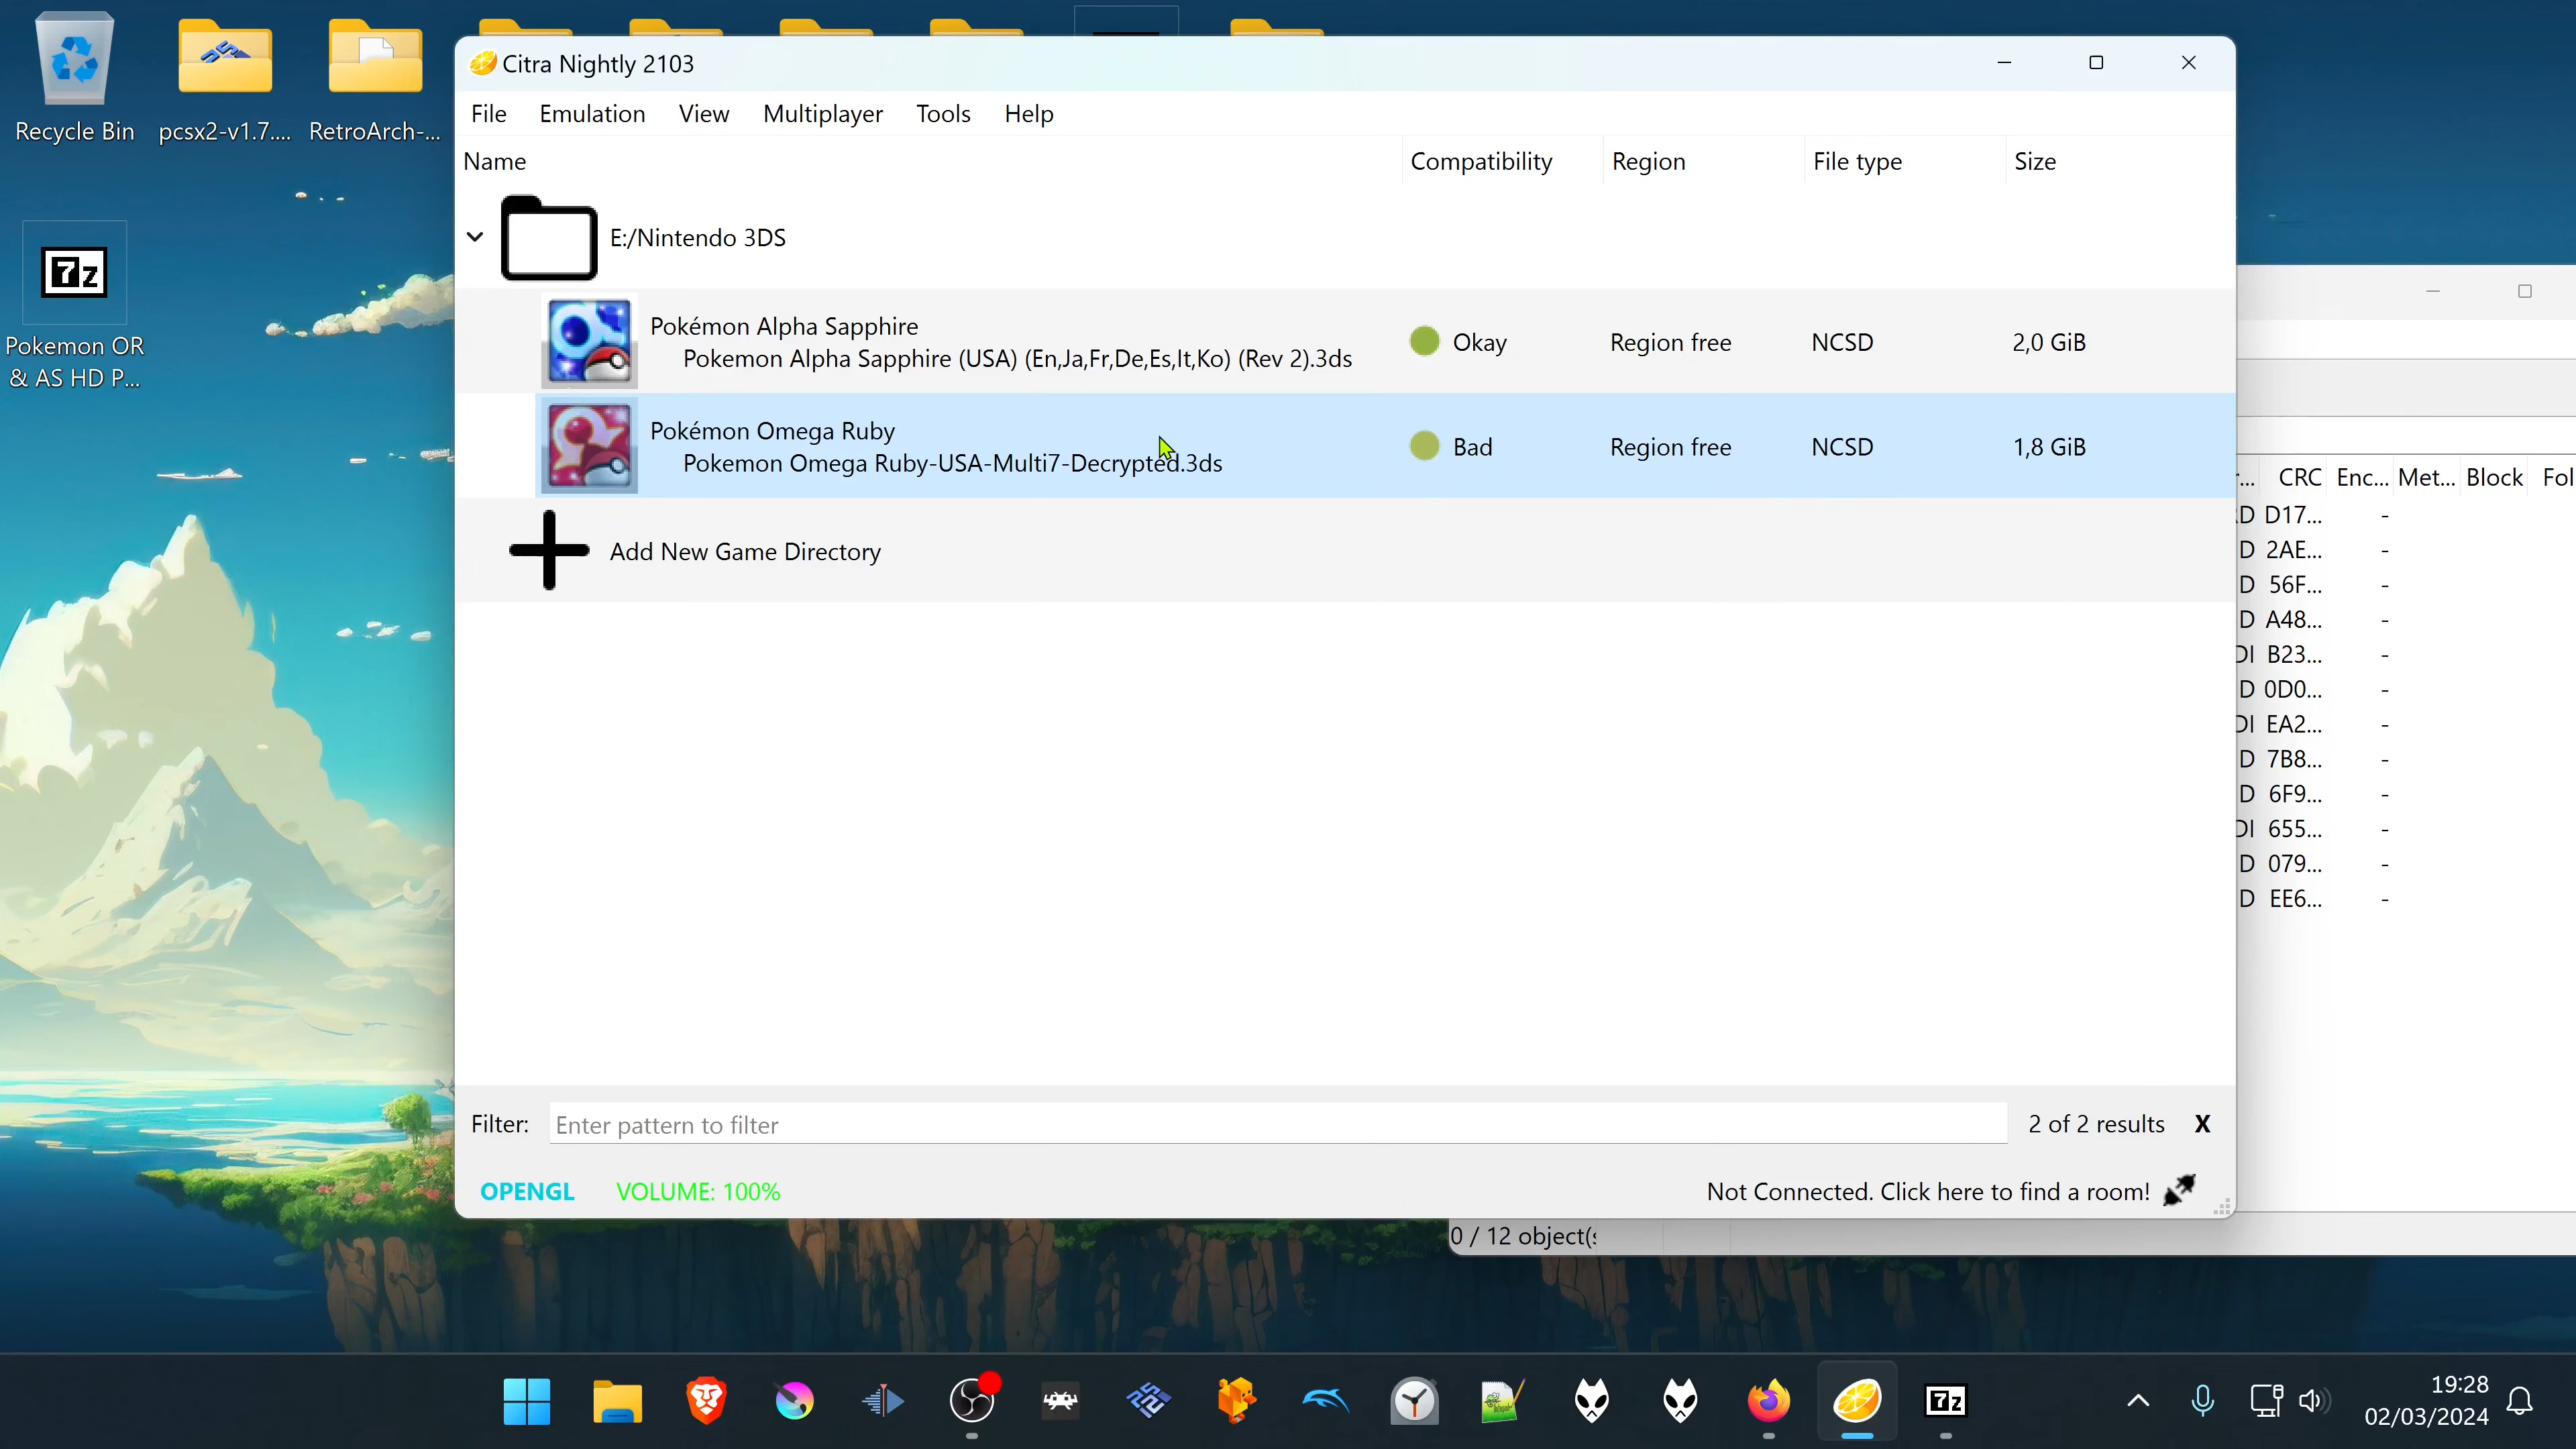 Recycle Bin
pcsx2-v1.7....
RetroArch-...
Pokemon OR
& AS HD P...
Citra Nightly 2103
File Emulation View Multiplayer Tools Help
Name Compatibility Region File type Size
E:/Nintendo 3DS
Pokémon Alpha Sapphire
Pokemon Alpha Sapphire (USA) (En,Ja,Fr,De,Es,It,Ko) (Rev 2).3ds
Okay Region free NCSD 2,0 GiB
Pokémon Omega Ruby
Pokemon Omega Ruby-USA-Multi7-Decrypted.3ds
Bad Region free NCSD 1,8 GiB
Add New Game Directory
Filter: Enter pattern to filter 2 of 2 results X
OPENGL VOLUME: 100% Not Connected. Click here to find a room!
CRC Enc... Met... Block Fol
D D17... -
D 2AE... -
D 56F... -
D A48... -
DI B23... -
D 0D0... -
DI EA2... -
D 7B8... -
D 6F9... -
DI 655... -
D 079... -
D EE6... -
0 / 12 object(s
7z
7z
19:28
02/03/2024